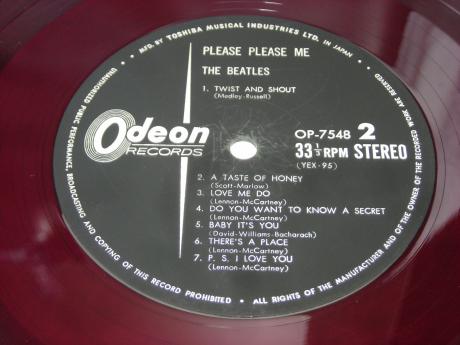 MFG. BY TOSHIBA MUSICAL INDUSTRIES LTD. IN JAPAN •
PLEASE PLEASE ME
THE BEATLES
1. TWIST AND SHOUT
(Medley-Russell)
Odeon
RECORDS
OP-7548 2
33 1/3 RPM STEREO
(YEX-95)
2. A TASTE OF HONEY
(Scott-Marlow)
3. LOVE ME DO
(Lennon-McCartney)
4. DO YOU WANT TO KNOW A SECRET
(Lennon-McCartney)
5. BABY IT'S YOU
(David-Williams-Bacharach)
6. THERE'S A PLACE
(Lennon-McCartney)
7. P. S. I LOVE YOU
(Lennon-McCartney)
UNAUTHORIZED PUBLIC PERFORMANCE, BROADCASTING AND COPYING OF THIS RECORD PROHIBITED • ALL RIGHTS OF THE MANUFACTURER AND OF THE OWNER OF THE RECORDED WORK ARE RESERVED.